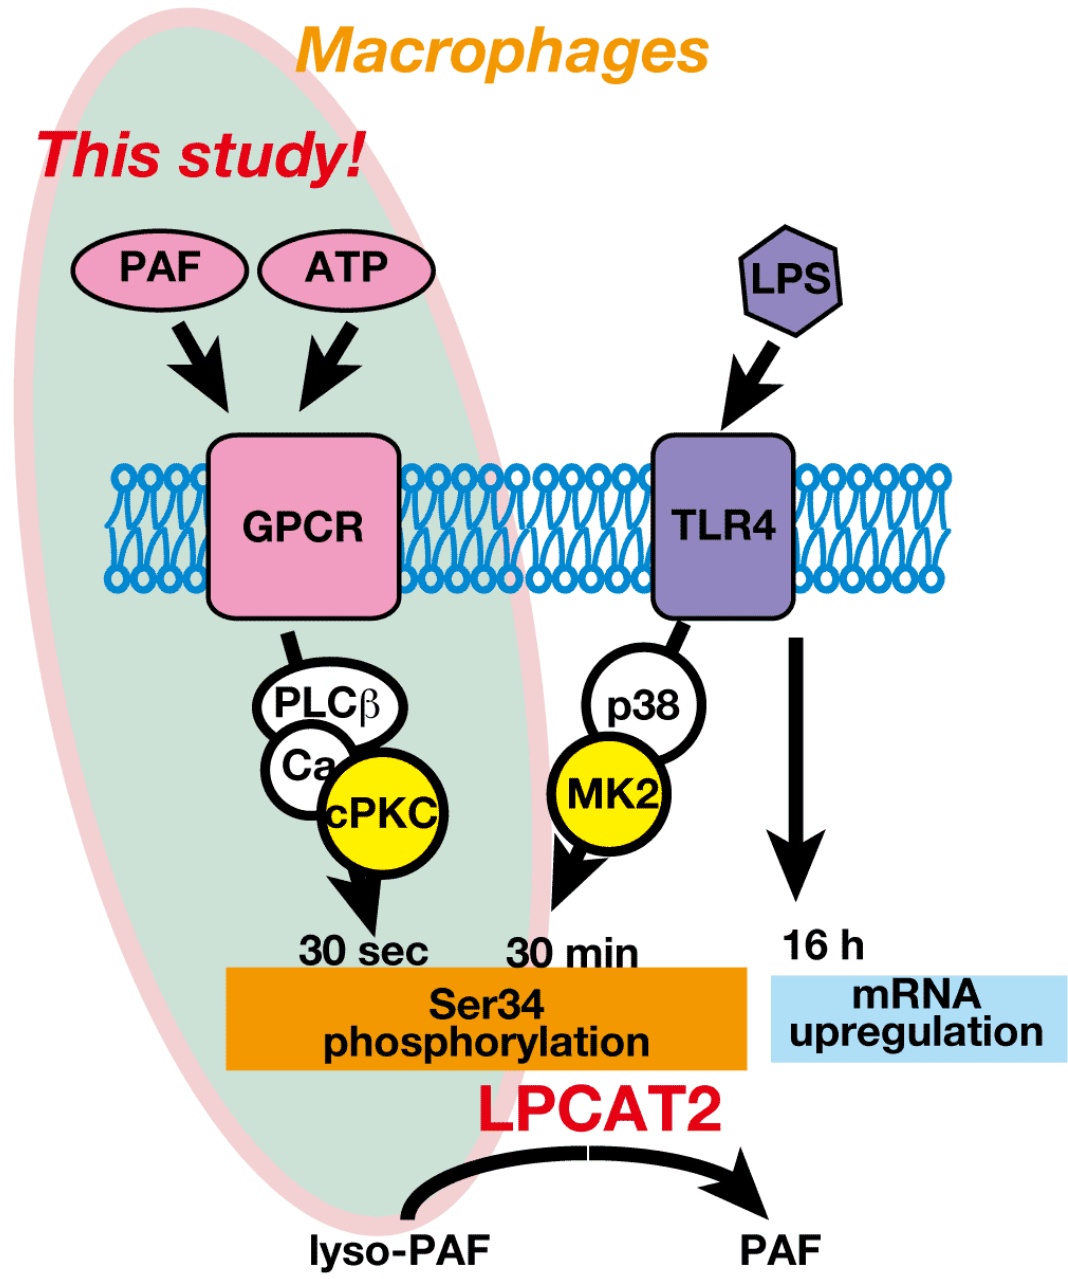 Macrophages
This study!
PAF
ATP
LPS
GPCR
TLR4
PLCβ
Ca
cPKC
p38
MK2
30 sec
30 min
16 h
Ser34
phosphorylation
mRNA
upregulation
LPCAT2
lyso-PAF
PAF